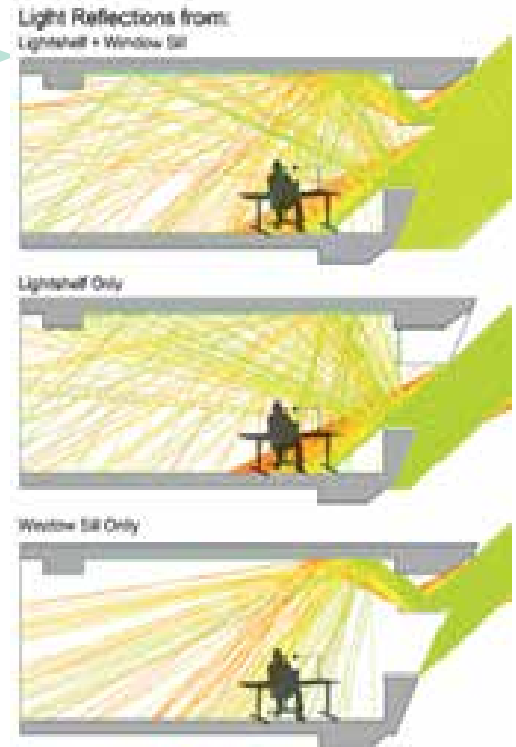 Light Reflections from:
Lightshelf + Window Sill
Lightshelf Only
Window Sill Only